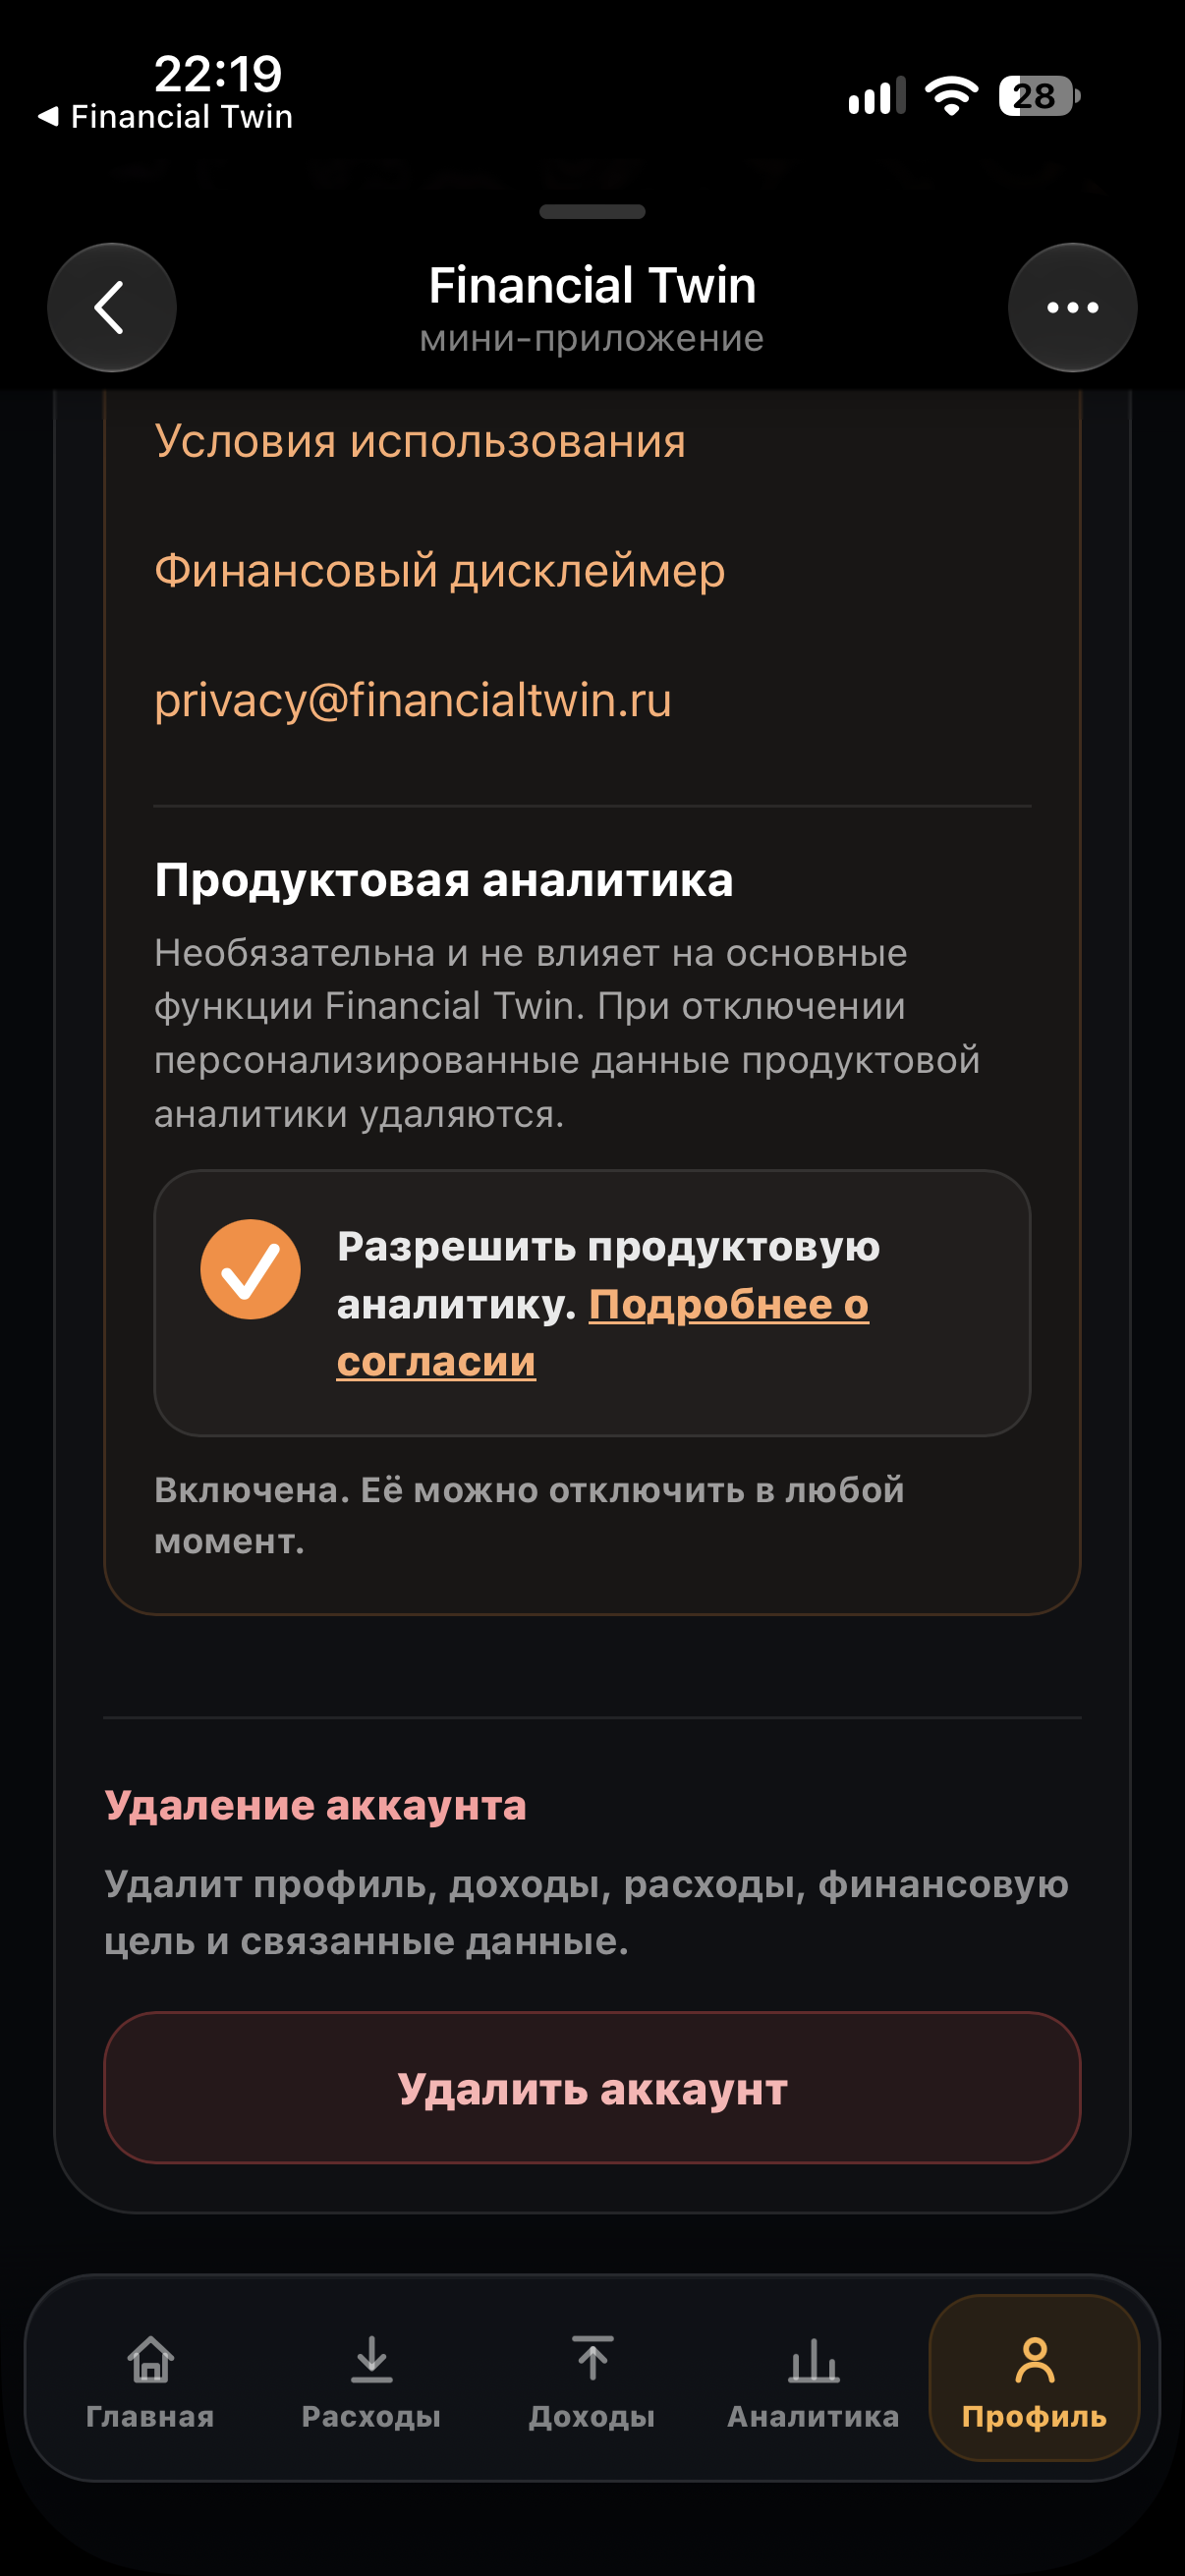 22:19
Financial Twin
28
Financial Twin
мини-приложение
Условия использования
Финансовый дисклеймер
privacy@financialtwin.ru
Продуктовая аналитика
Необязательна и не влияет на основные
функции Financial Twin. При отключении
персонализированные данные продуктовой
аналитики удаляются.
Разрешить продуктовую
аналитику. Подробнее о
согласии
Включена. Её можно отключить в любой
момент.
Удаление аккаунта
Удалит профиль, доходы, расходы, финансовую
цель и связанные данные.
Удалить аккаунт
Главная
Расходы
Доходы
Аналитика
Профиль